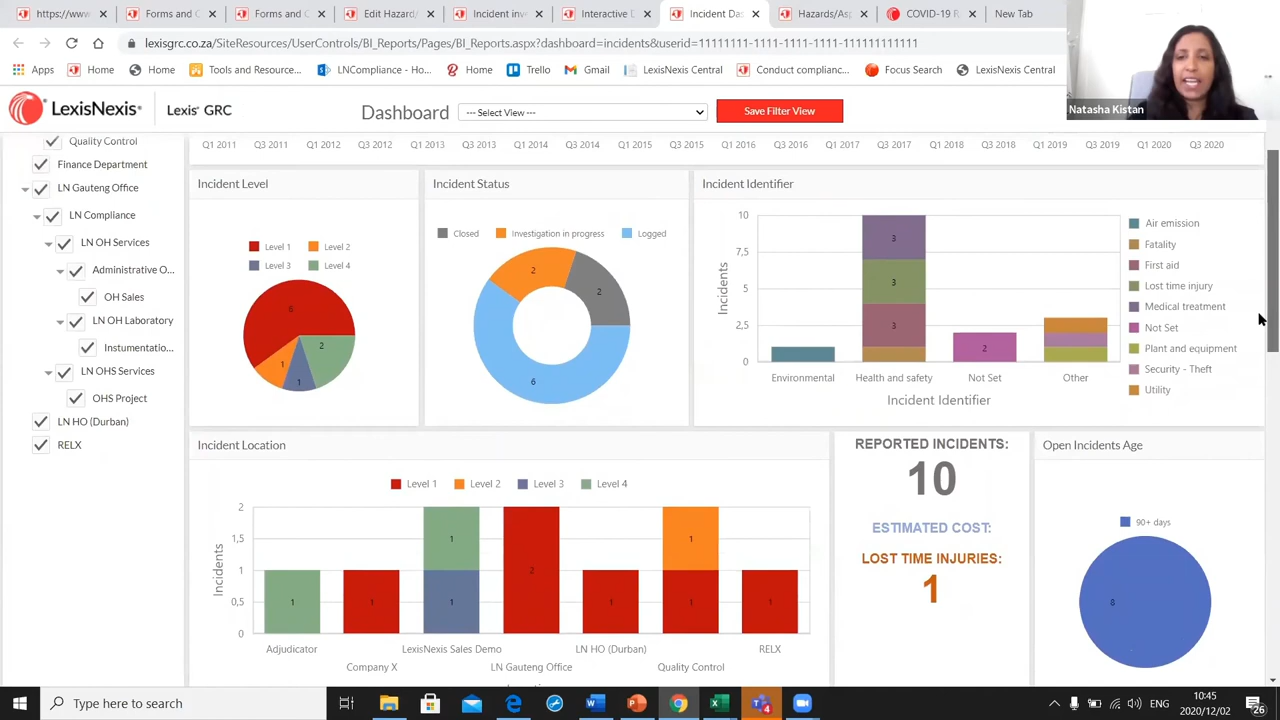 https://www
Forms and C
Forms and C
Edit Hazard/
Incident inve
Interactive D
Incident Das
Hazards/Asp
COVID-19 R
New Tab
lexisgrc.co.za/SiteResources/UserControls/BI_Reports/Pages/BI_Reports.aspx?dashboard=incidents&userid=11111111-1111-1111-1111-111111111111
Apps Home Home Tools and Resource... LNCompliance - Ho... Home Trello Gmail LexisNexis Central Conduct complianc... Focus Search LexisNexis Central
Natasha Kistan
LexisNexis® Lexis® GRC
Dashboard --- Select View --- Save Filter View
Quality Control
Finance Department
LN Gauteng Office
LN Compliance
LN OH Services
Administrative O...
OH Sales
LN OH Laboratory
Instumentatio...
LN OHS Services
OHS Project
LN HO (Durban)
RELX
Q1 2011 Q3 2011 Q1 2012 Q3 2012 Q1 2013 Q3 2013 Q1 2014 Q3 2014 Q1 2015 Q3 2015 Q1 2016 Q3 2016 Q1 2017 Q3 2017 Q1 2018 Q3 2018 Q1 2019 Q3 2019 Q1 2020 Q3 2020
Incident Level
Level 1 Level 2
Level 3 Level 4
6
2
1
1
Incident Status
Closed Investigation in progress Logged
2
2
6
Incident Identifier
Incidents
10
7,5
5
2,5
0
3
3
3
2
Environmental Health and safety Not Set Other
Incident Identifier
Air emission
Fatality
First aid
Lost time injury
Medical treatment
Not Set
Plant and equipment
Security - Theft
Utility
Incident Location
Level 1 Level 2 Level 3 Level 4
Incidents
2
1,5
1
0,5
0
1 1
1 1 1 2 1 1 1
Adjudicator LexisNexis Sales Demo LN HO (Durban) RELX
Company X LN Gauteng Office Quality Control
REPORTED INCIDENTS:
10
ESTIMATED COST:
LOST TIME INJURIES:
1
Open Incidents Age
90+ days
8
Type here to search
ENG
10:45
2020/12/02
26